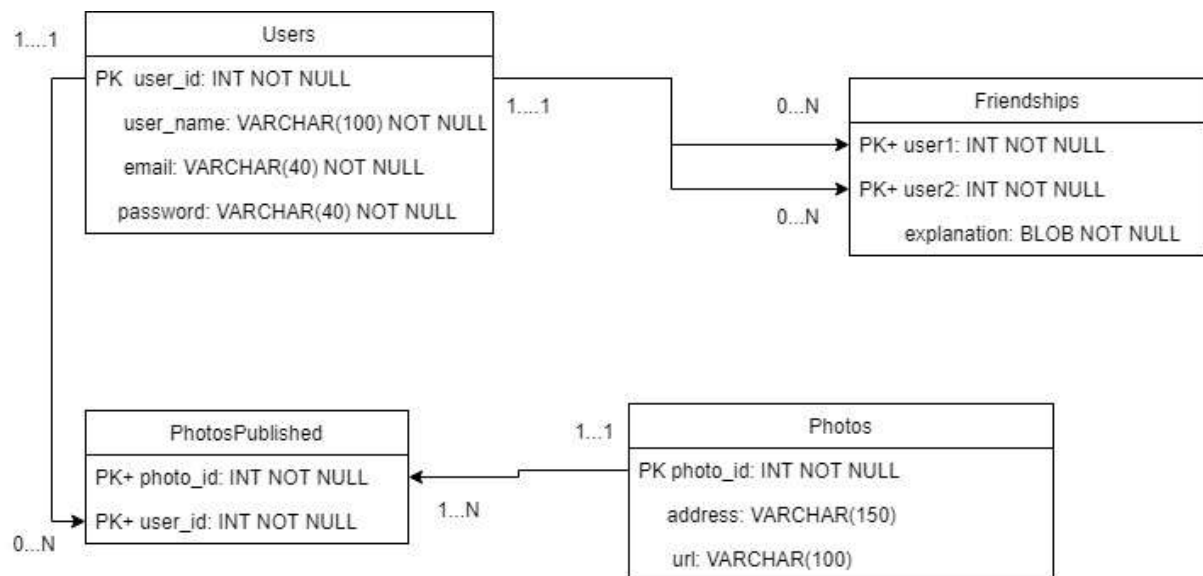 Users
1....1
PK user_id: INT NOT NULL
user_name: VARCHAR(100) NOT NULL
email: VARCHAR(40) NOT NULL
password: VARCHAR(40) NOT NULL
1....1
0...N
Friendships
PK+ user1: INT NOT NULL
PK+ user2: INT NOT NULL
0...N
explanation: BLOB NOT NULL
PhotosPublished
PK+ photo_id: INT NOT NULL
PK+ user_id: INT NOT NULL
0...N
1...N
1...1
Photos
PK photo_id: INT NOT NULL
address: VARCHAR(150)
url: VARCHAR(100)